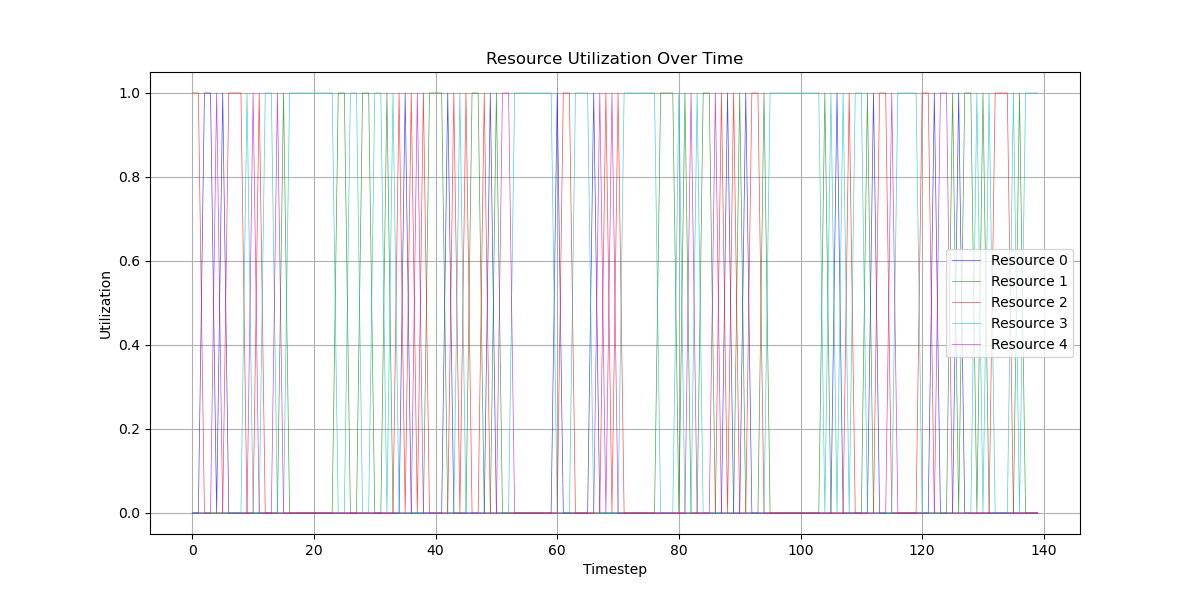 Resource Utilization Over Time
1.0
0.8
0.6
0.4
0.2
0.0
Utilization
Resource 0
Resource 1
Resource 2
Resource 3
Resource 4
0 20 40 60 80 100 120 140
Timestep